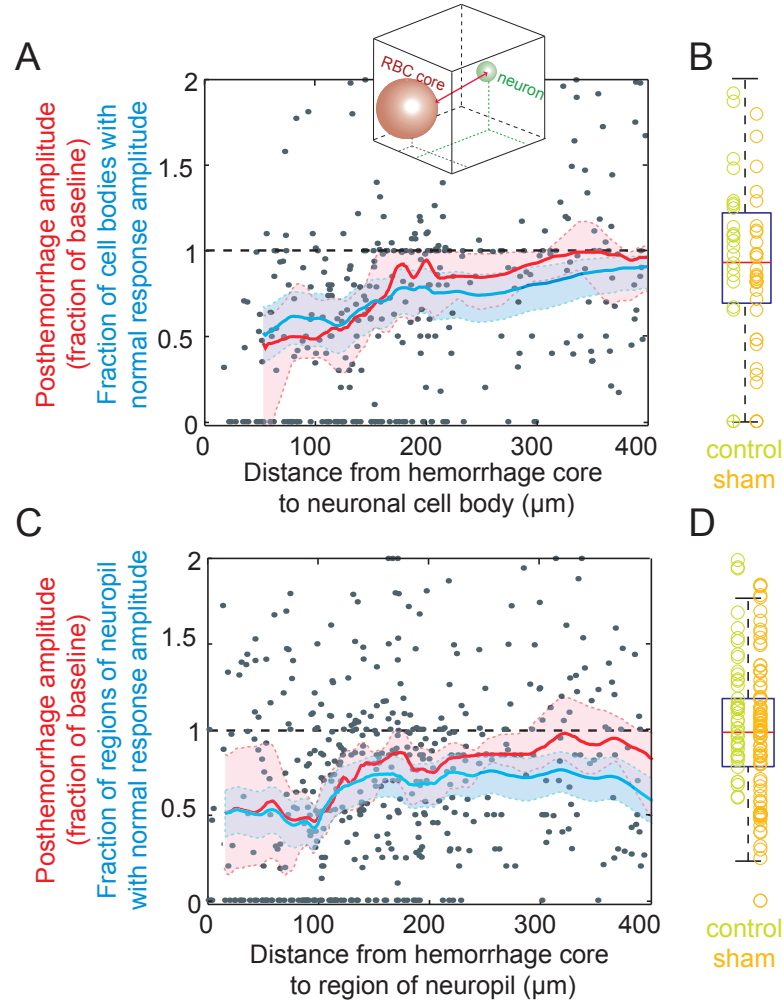 A
B
RBC core
neuron
Posthemorrhage amplitude
(fraction of baseline)
Fraction of cell bodies with
normal response amplitude
2
1.5
1
0.5
0
0
100
200
300
400
Distance from hemorrhage core
to neuronal cell body (µm)
control
sham
C
D
Posthemorrhage amplitude
(fraction of baseline)
Fraction of regions of neuropil
with normal response amplitude
2
1.5
1
0.5
0
0
100
200
300
400
Distance from hemorrhage core
to region of neuropil (µm)
control
sham